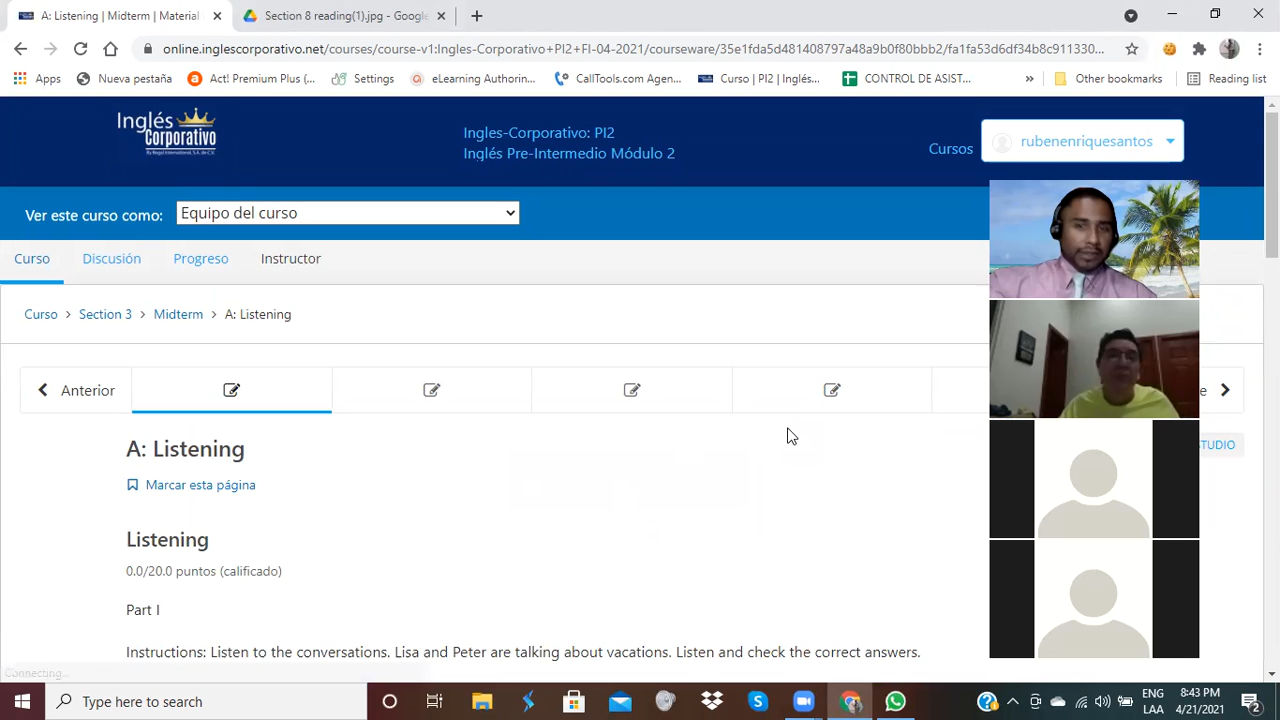 A: Listening | Midterm | Material
Section 8 reading(1).jpg - Google
online.inglescorporativo.net/courses/course-v1:Ingles-Corporativo+PI2+FI-04-2021/courseware/35e1fda5d481408797a48a9b0f80bbb2/fa1fa53d6df34b8c911330...
Apps
Nueva pestaña
Act! Premium Plus (...
Settings
eLearning Authorin...
CallTools.com Agen...
Curso | PI2 | Inglés...
CONTROL DE ASIST...
»
Other bookmarks
Reading list
Inglés
Corporativo
Ingles-Corporativo: PI2
Inglés Pre-Intermedio Módulo 2
Cursos
rubenenriquesantos
Ver este curso como:
Equipo del curso
Curso
Discusión
Progreso
Instructor
Curso > Section 3 > Midterm > A: Listening
Anterior
e
A: Listening
STUDIO
Marcar esta página
Listening
0.0/20.0 puntos (calificado)
Part I
Instructions: Listen to the conversations. Lisa and Peter are talking about vacations. Listen and check the correct answers.
Connecting...
Type here to search
ENG
LAA
8:43 PM
4/21/2021
2